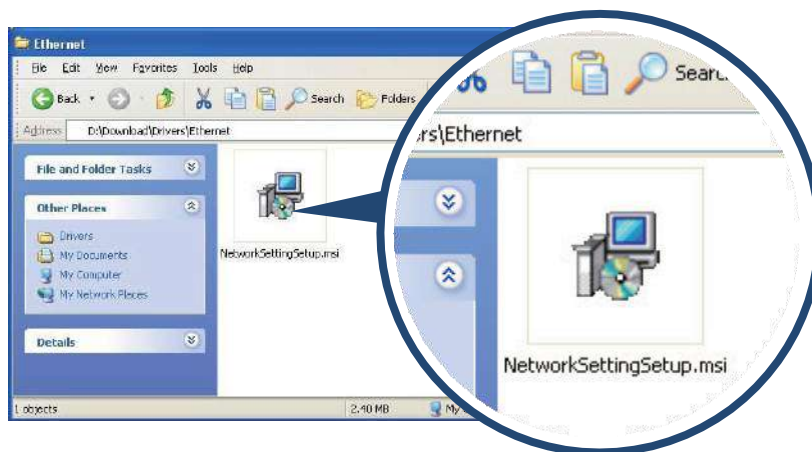 Ethernet
File Edit View Favorites Tools Help
Back Search Folders
Address D:\Download\Drivers\Ethernet
File and Folder Tasks
Other Places
Drivers
My Documents
My Computer
My Network Places
Details
NetworkSettingSetup.msi
1 objects 2.40 MB My
Searc
rs\Ethernet
NetworkSettingSetup.msi